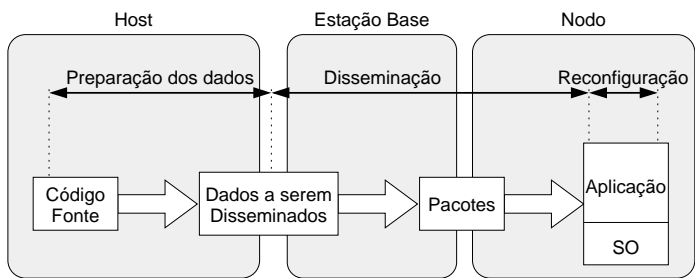 Host
Estação Base
Nodo
Preparação dos dados
Disseminação
Reconfiguração
Código
Fonte
Dados a serem
Disseminados
Pacotes
Aplicação
SO